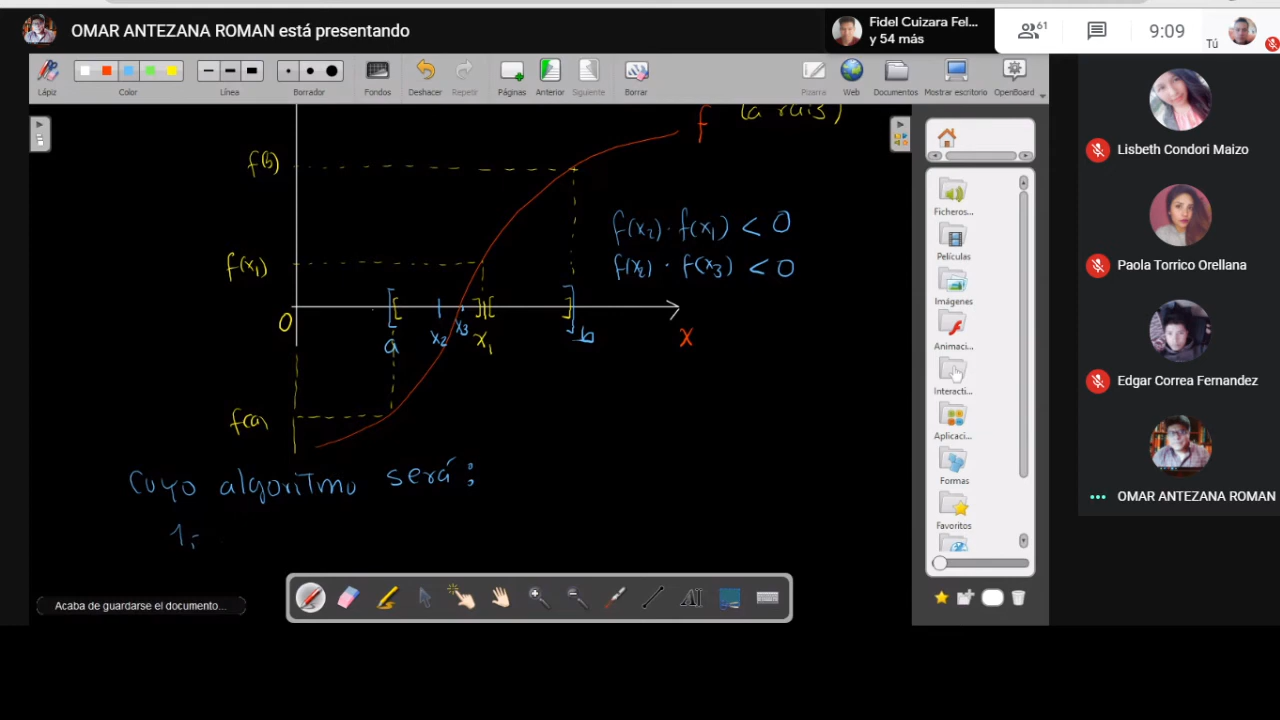 OMAR ANTEZANA ROMAN está presentando
Fidel Cuizara Fel...
y 54 más
61
9:09
Tú
Lápiz
Color
Línea
Borrador
Fondos
Deshacer
Repetir
Páginas
Anterior
Siguiente
Borrar
Pizarra
Web
Documentos
Mostrar escritorio
OpenBoard
(a raiz)
f
f(b)
f(x₂) · f(x₁) < 0
f(x₁)
f(x₂) · f(x₃) < 0
[ [ ] [ ]
0
a
x₂
x₃
x₁
b
x
f(a)
Cuyo algoritmo será:
1.-
Ficheros...
Películas
Imágenes
Animaci...
Interacti...
Aplicaci...
Formas
Favoritos
Lisbeth Condori Maizo
Paola Torrico Orellana
Edgar Correa Fernandez
OMAR ANTEZANA ROMAN
Acaba de guardarse el documento...
AI